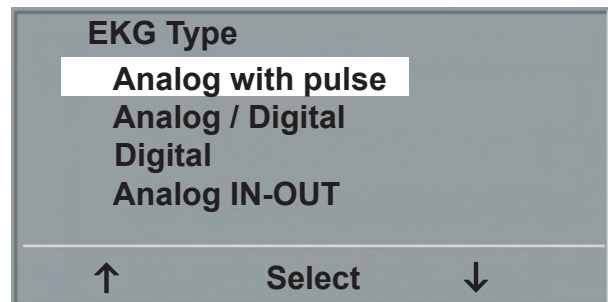 EKG Type
Analog with pulse
Analog / Digital
Digital
Analog IN-OUT
↑ Select ↓